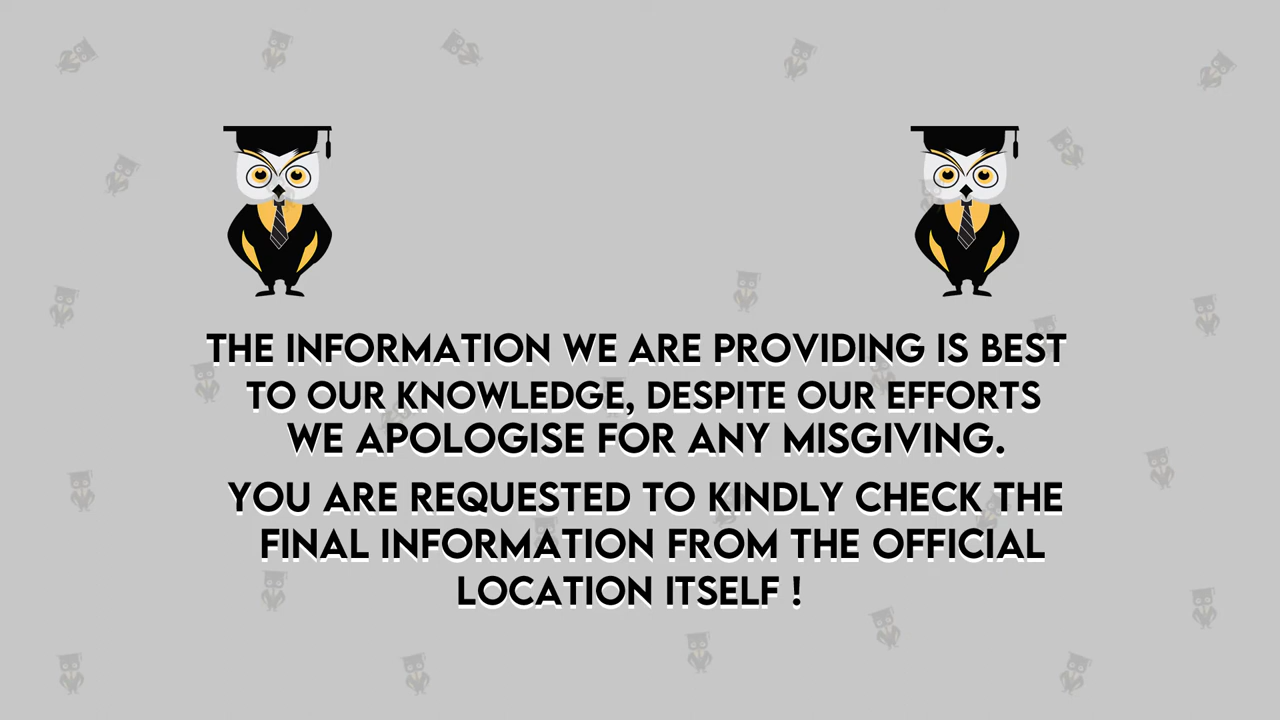 THE INFORMATION WE ARE PROVIDING IS BEST
TO OUR KNOWLEDGE, DESPITE OUR EFFORTS
WE APOLOGISE FOR ANY MISGIVING.
YOU ARE REQUESTED TO KINDLY CHECK THE
FINAL INFORMATION FROM THE OFFICIAL
LOCATION ITSELF !